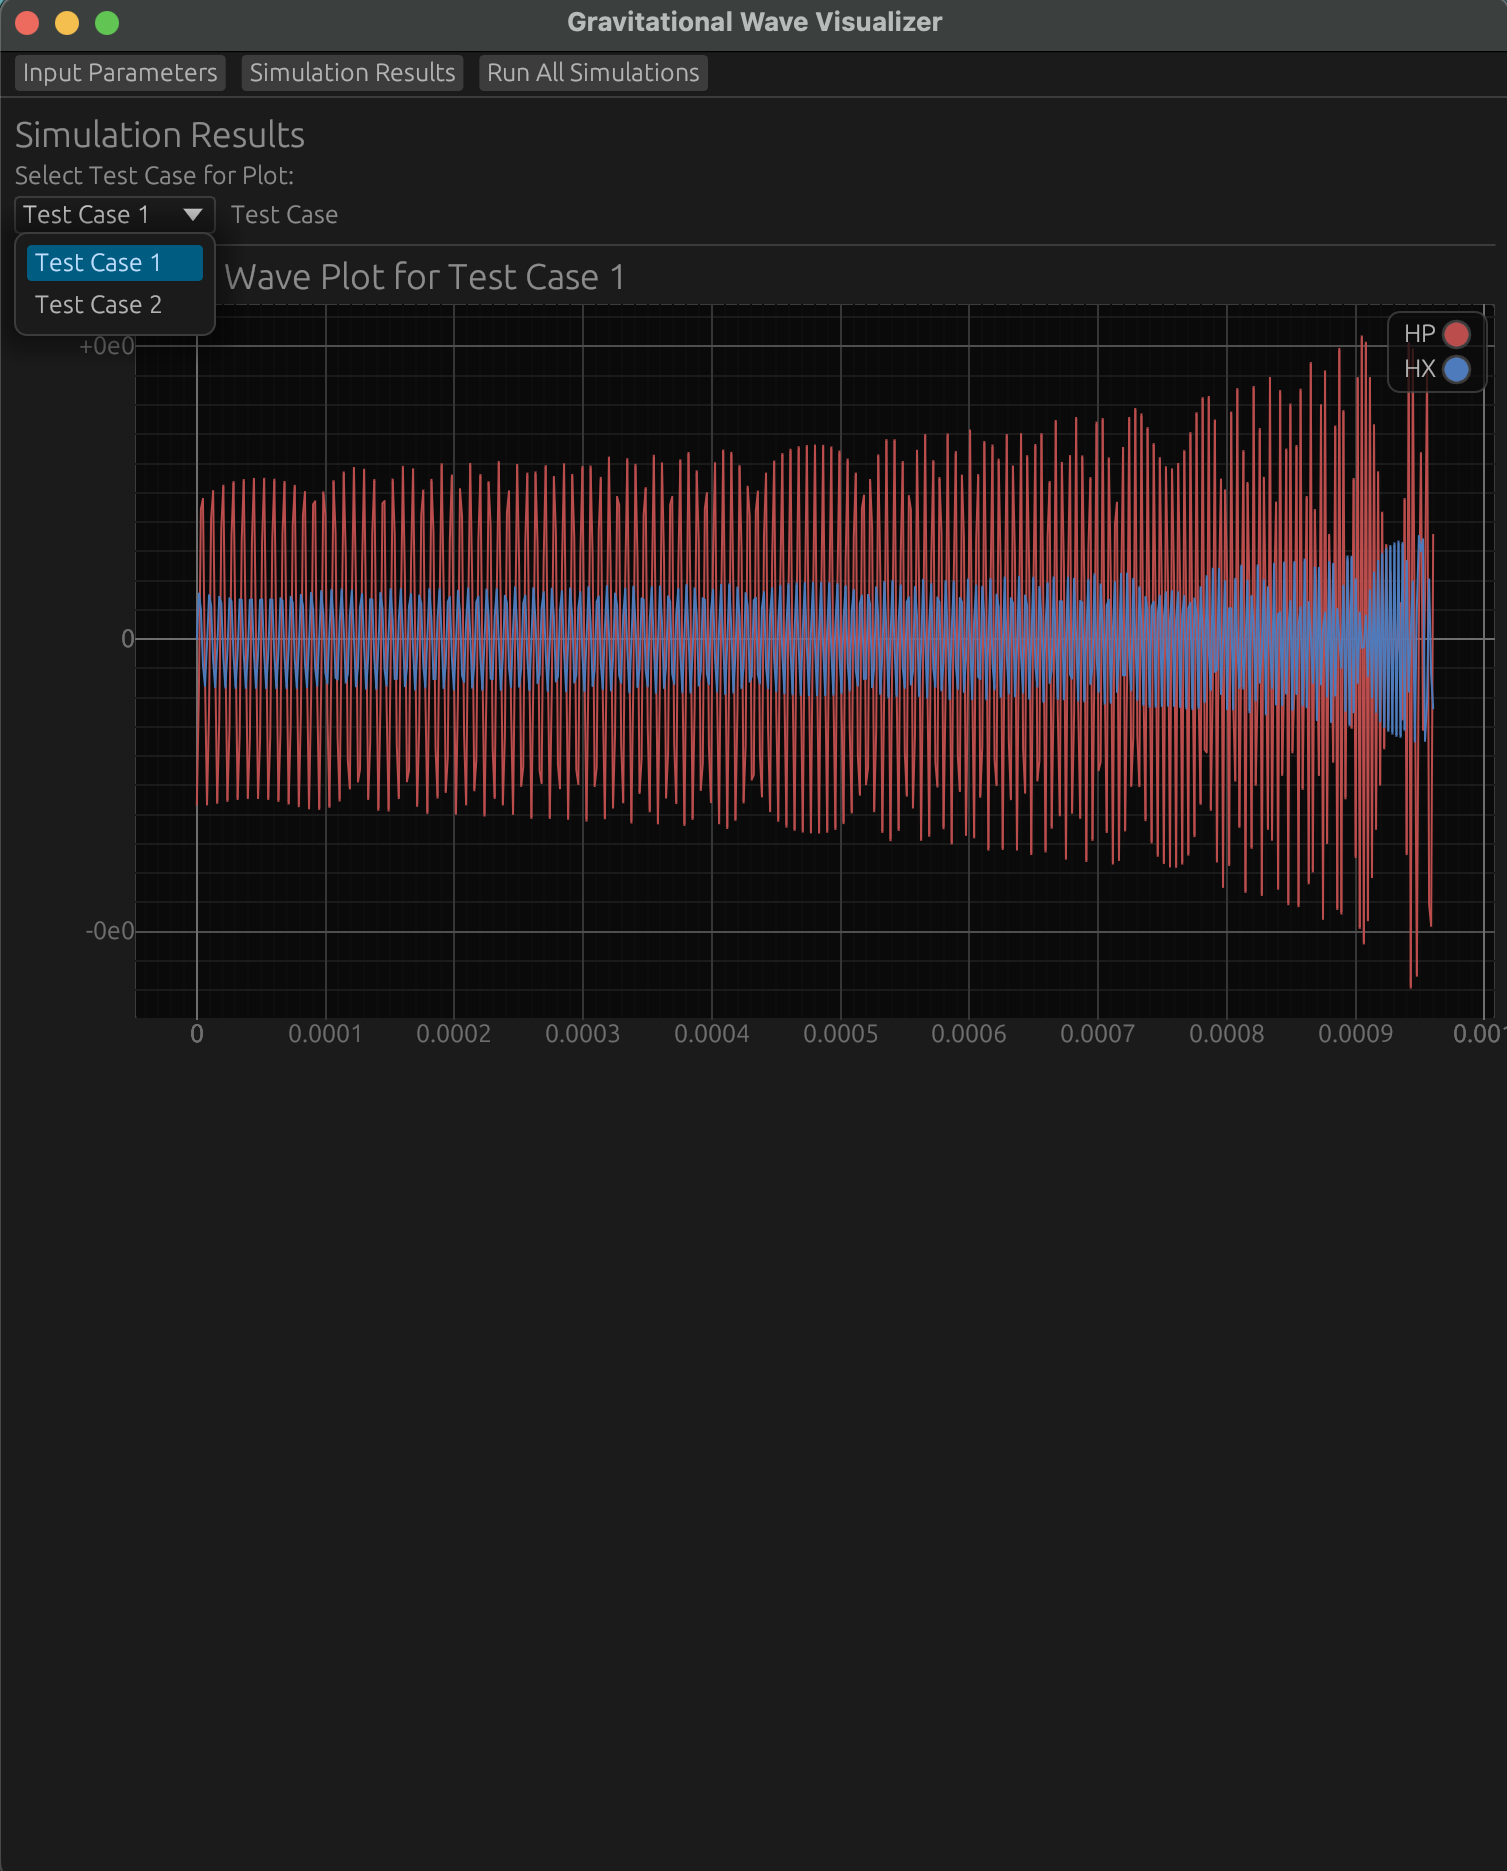 Gravitational Wave Visualizer
Input Parameters Simulation Results Run All Simulations
Simulation Results
Select Test Case for Plot:
Test Case 1 Test Case
Test Case 1
Test Case 2
Wave Plot for Test Case 1
HP
HX
+0e0
0
-0e0
0 0.0001 0.0002 0.0003 0.0004 0.0005 0.0006 0.0007 0.0008 0.0009